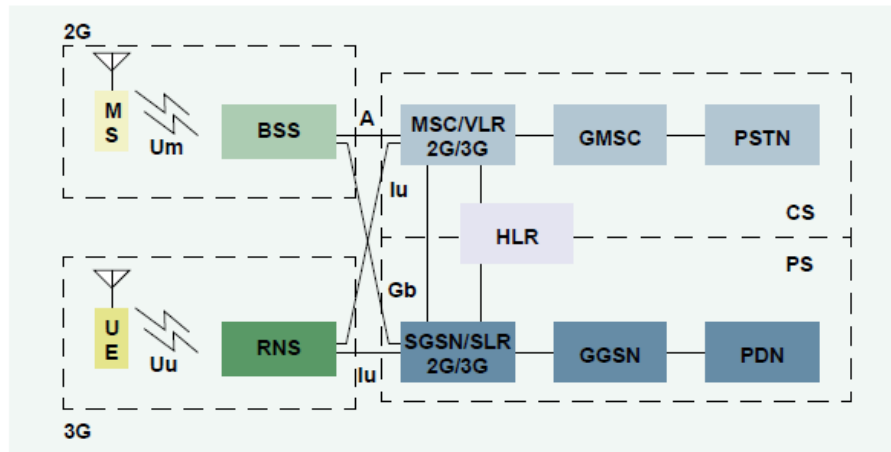 2G
M
S
Um
BSS
A
MSC/VLR
2G/3G
GMSC
PSTN
Iu
CS
HLR
PS
Gb
U
E
Uu
RNS
Iu
SGSN/SLR
2G/3G
GGSN
PDN
3G